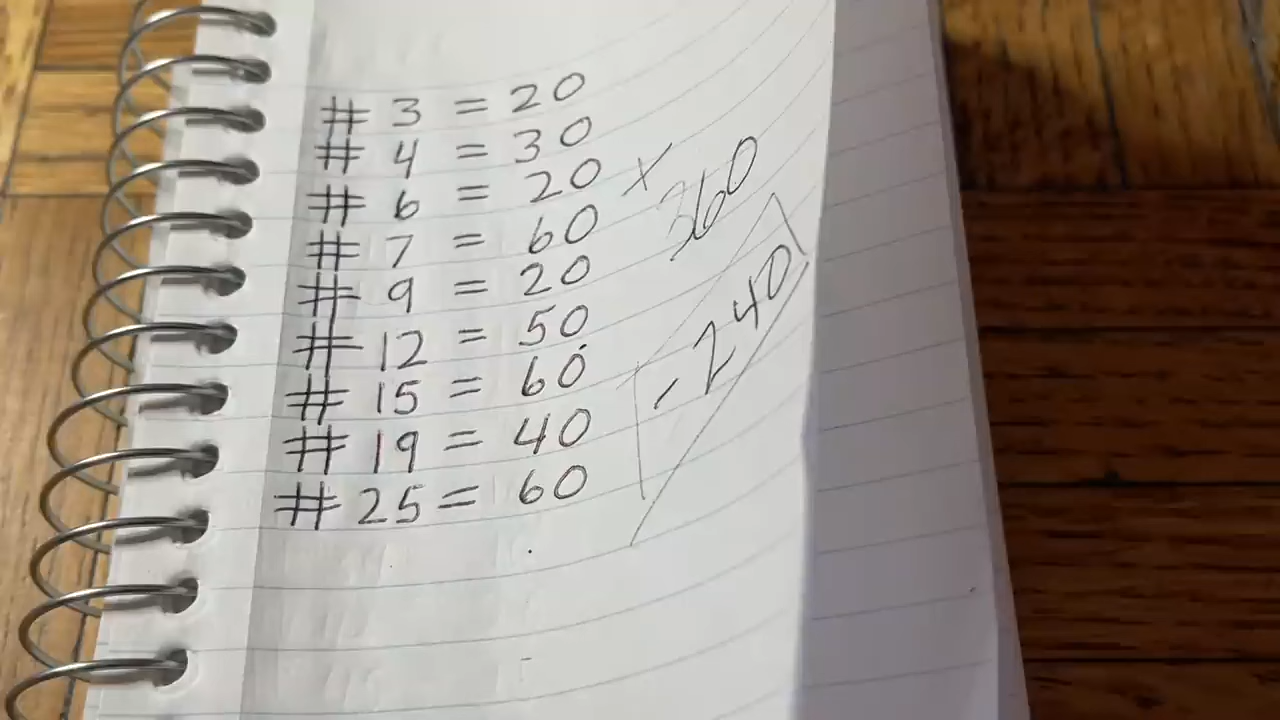 # 3 = 20
# 4 = 30
# 6 = 20 x
# 7 = 60
# 9 = 20
# 12 = 50
# 15 = 60
# 19 = 40
# 25 = 60
360
- 240